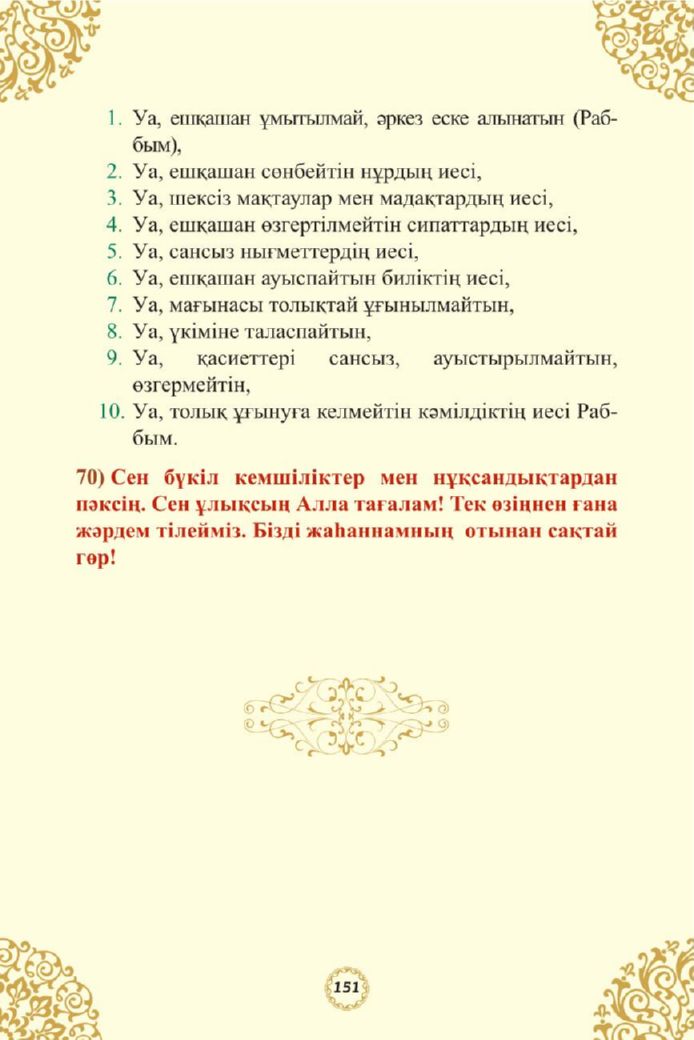 1. Уа, ешқашан ұмытылмай, әркез еске алынатын (Раб-
бым),
2. Уа, ешқашан сөнбейтін нұрдың иесі,
3. Уа, шексіз мақтаулар мен мадақтардың иесі,
4. Уа, ешқашан өзгертілмейтін сипаттардың иесі,
5. Уа, сансыз нығметтердің иесі,
6. Уа, ешқашан ауыспайтын биліктің иесі,
7. Уа, мағынасы толықтай ұғынылмайтын,
8. Уа, үкіміне таласпайтын,
9. Уа, қасиеттері сансыз, ауыстырылмайтын,
өзгермейтін,
10. Уа, толық ұғынуға келмейтін кәмілдіктің иесі Раб-
бым.
70) Сен бүкіл кемшіліктер мен нұқсандықтардан
пәксің. Сен ұлықсың Алла тағалам! Тек өзіңнен ғана
жәрдем тілейміз. Бізді жаһаннамның отынан сақтай
гөр!
151